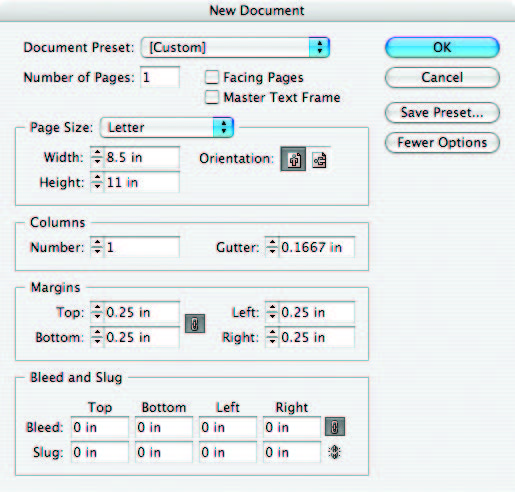 New Document
Document Preset: [Custom] OK
Number of Pages: 1 Facing Pages Cancel
Master Text Frame
Save Preset...
Page Size: Letter
Fewer Options
Width: 8.5 in Orientation:
Height: 11 in
Columns
Number: 1 Gutter: 0.1667 in
Margins
Top: 0.25 in Left: 0.25 in
Bottom: 0.25 in Right: 0.25 in
Bleed and Slug
Top Bottom Left Right
Bleed: 0 in 0 in 0 in 0 in
Slug: 0 in 0 in 0 in 0 in